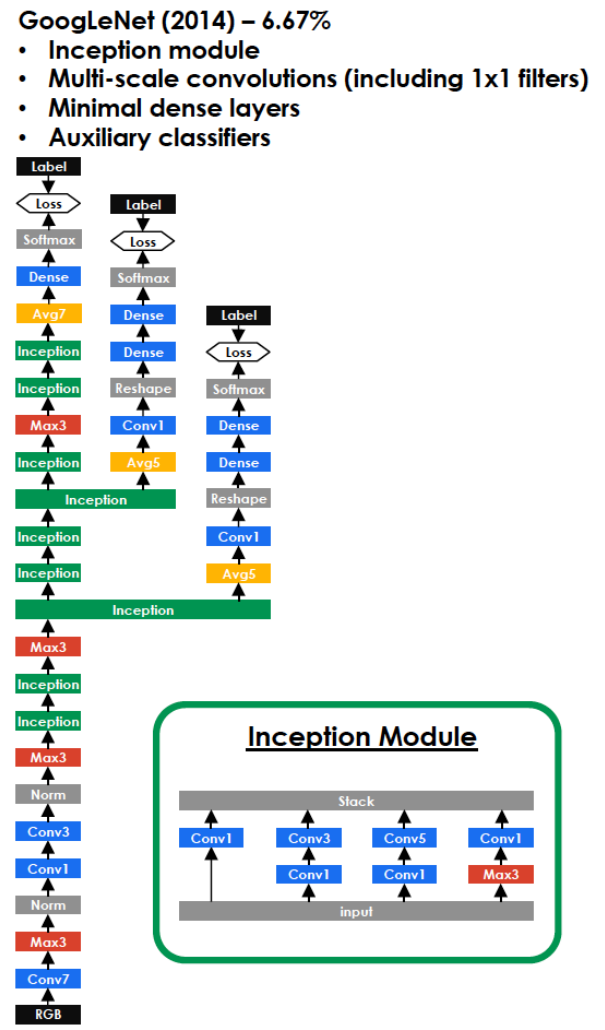 GoogLeNet (2014) – 6.67%
• Inception module
• Multi-scale convolutions (including 1x1 filters)
• Minimal dense layers
• Auxiliary classifiers
Label
Loss
Softmax
Dense
Avg7
Inception
Inception
Max3
Inception
Label
Loss
Softmax
Dense
Dense
Reshape
Conv1
Avg5
Inception
Inception
Inception
Label
Loss
Softmax
Dense
Dense
Reshape
Conv1
Avg5
Inception
Max3
Inception
Inception
Max3
Norm
Conv3
Conv1
Norm
Max3
Conv7
RGB
Inception Module
Stack
Conv1 Conv3 Conv5 Conv1
Conv1 Conv1 Max3
input